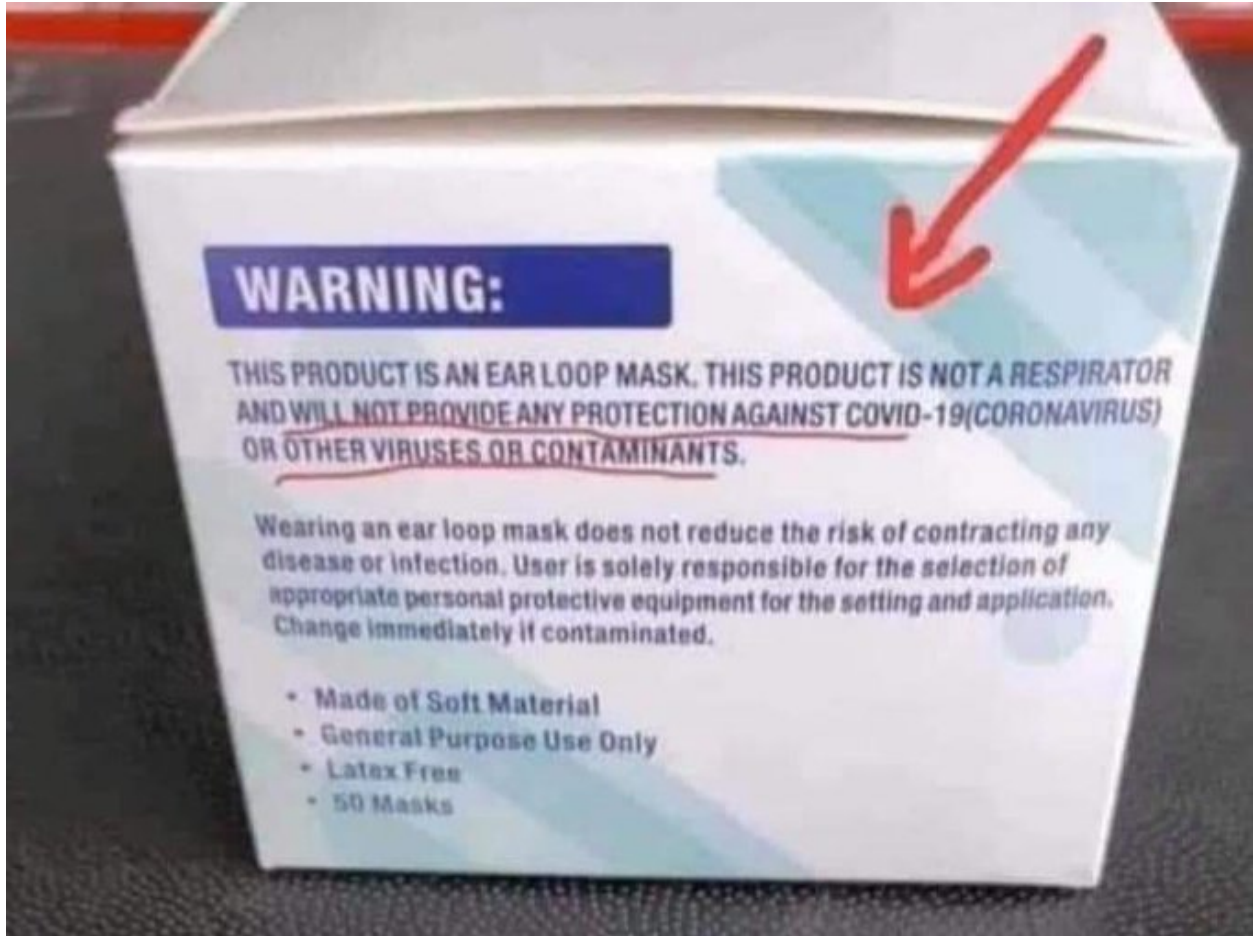 WARNING:
THIS PRODUCT IS AN EAR LOOP MASK. THIS PRODUCT IS NOT A RESPIRATOR
AND WILL NOT PROVIDE ANY PROTECTION AGAINST COVID-19(CORONAVIRUS)
OR OTHER VIRUSES OR CONTAMINANTS.
Wearing an ear loop mask does not reduce the risk of contracting any
disease or infection. User is solely responsible for the selection of
appropriate personal protective equipment for the setting and application.
Change immediately if contaminated.
• Made of Soft Material
• General Purpose Use Only
• Latex Free
• 50 Masks